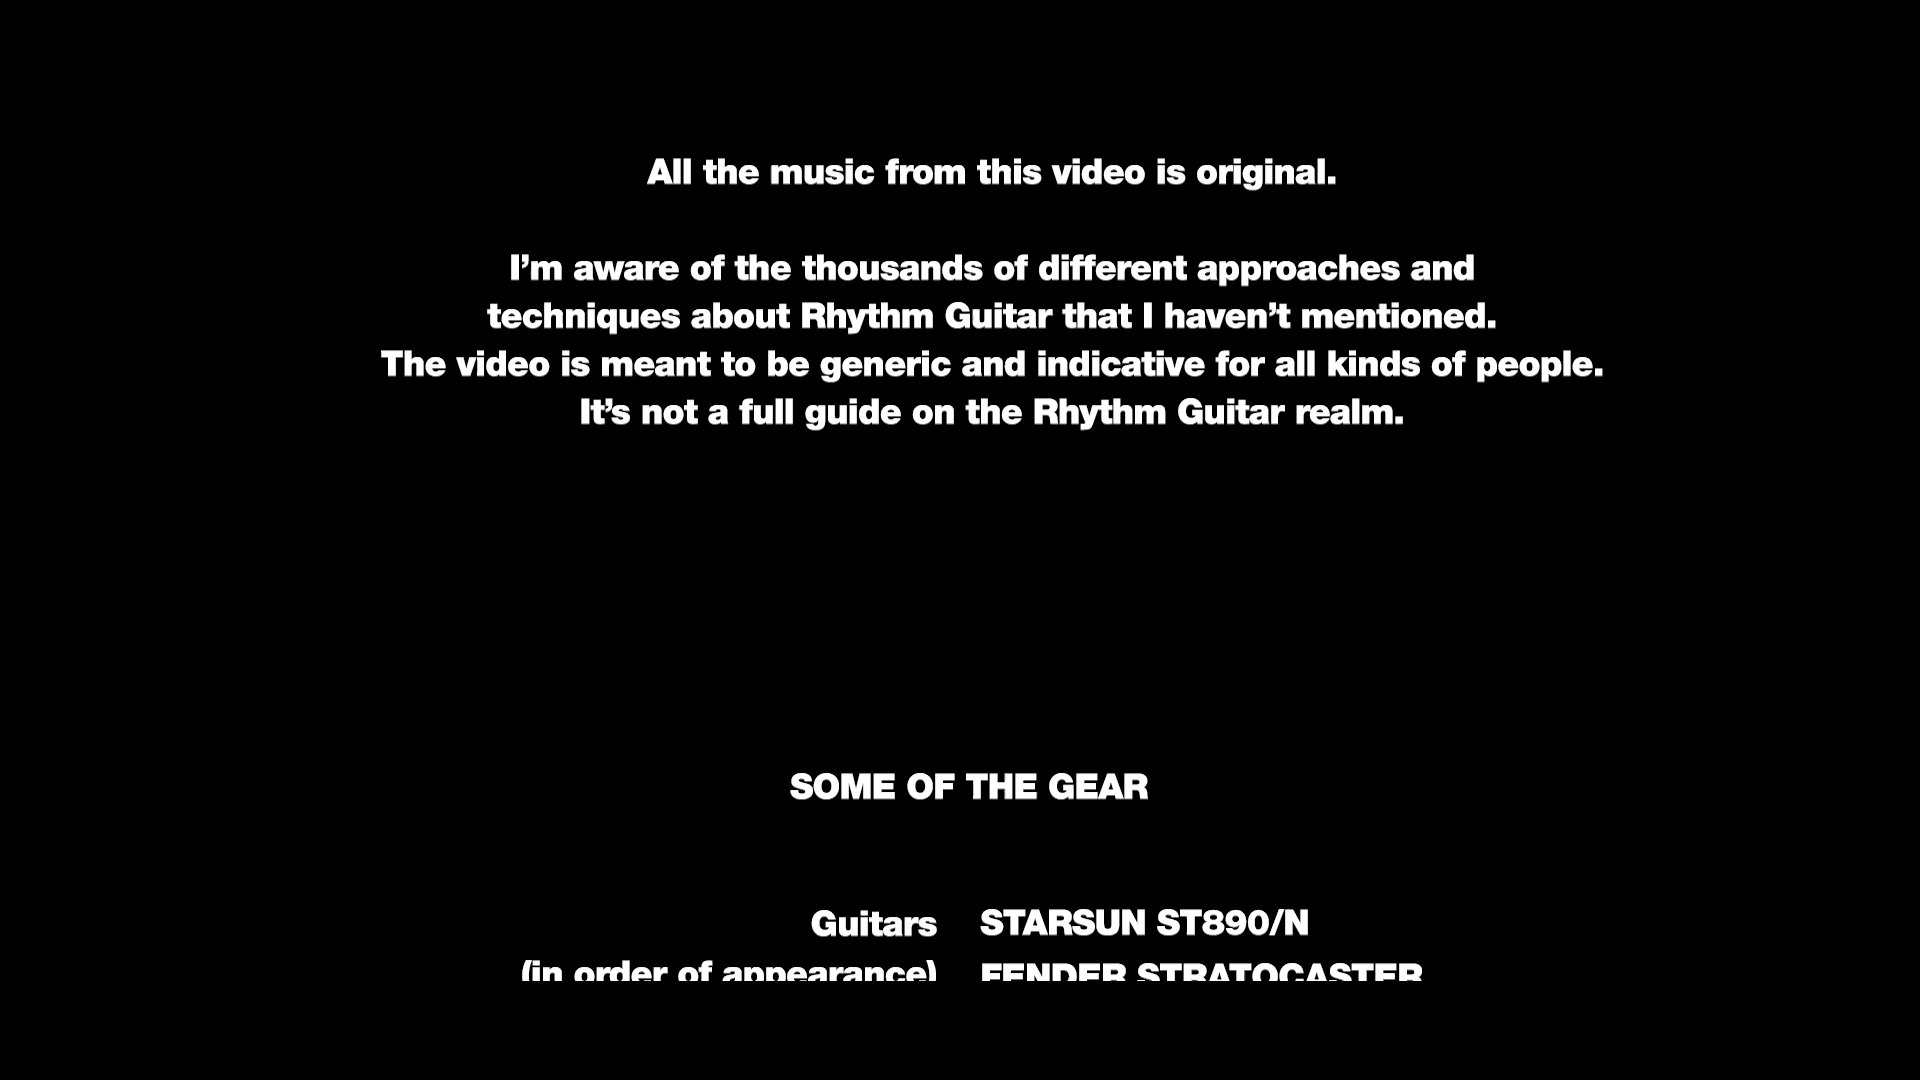 All the music from this video is original.
I’m aware of the thousands of different approaches and
techniques about Rhythm Guitar that I haven’t mentioned.
The video is meant to be generic and indicative for all kinds of people.
It’s not a full guide on the Rhythm Guitar realm.
SOME OF THE GEAR
Guitars STARSUN ST890/N
(in order of appearance) FENDER STRATOCASTER